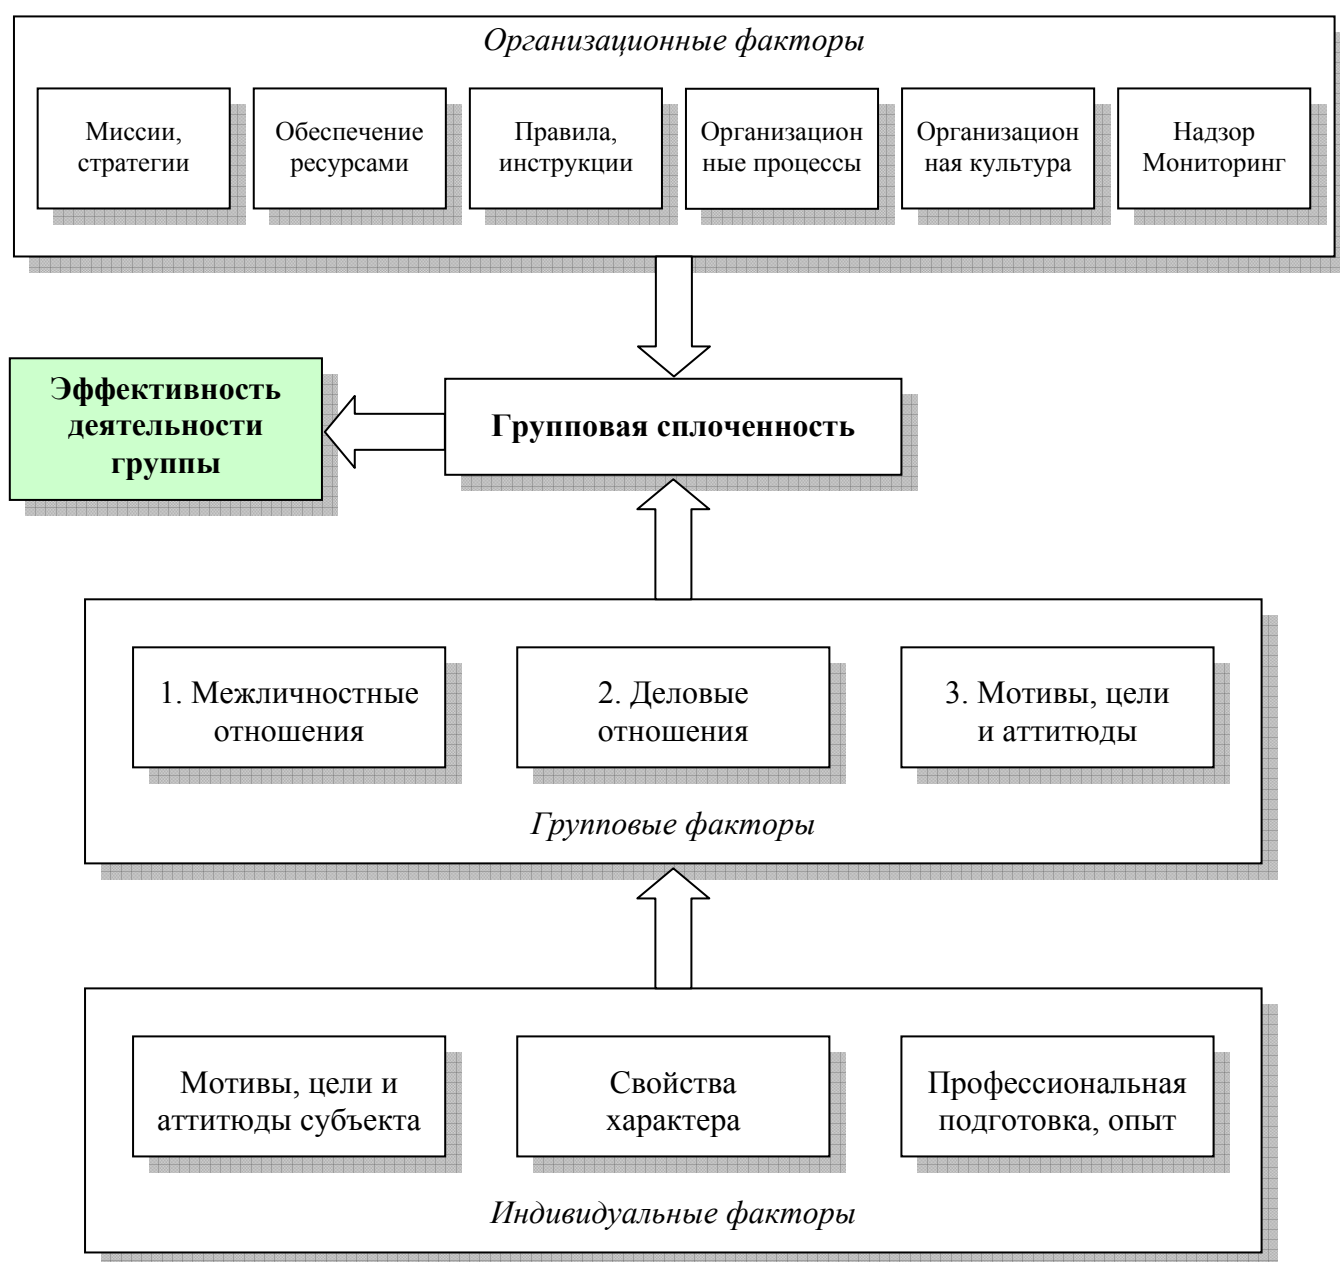 Организационные факторы
Миссии,
стратегии
Обеспечение
ресурсами
Правила,
инструкции
Организацион
ные процессы
Организацион
ная культура
Надзор
Мониторинг
Эффективность
деятельности
группы
Групповая сплоченность
1. Межличностные
отношения
2. Деловые
отношения
3. Мотивы, цели
и аттитюды
Групповые факторы
Мотивы, цели и
аттитюды субъекта
Свойства
характера
Профессиональная
подготовка, опыт
Индивидуальные факторы